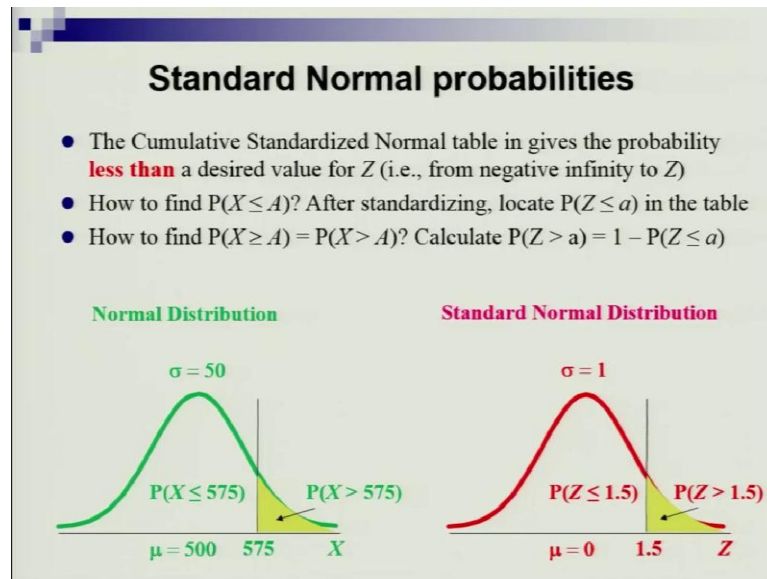 Standard Normal probabilities
The Cumulative Standardized Normal table in gives the probability
less than a desired value for Z (i.e., from negative infinity to Z)
How to find P(X ≤ A)? After standardizing, locate P(Z ≤ a) in the table
How to find P(X ≥ A) = P(X > A)? Calculate P(Z > a) = 1 – P(Z ≤ a)
Normal Distribution
σ = 50
P(X ≤ 575) P(X > 575)
μ = 500 575 X
Standard Normal Distribution
σ = 1
P(Z ≤ 1.5) P(Z > 1.5)
μ = 0 1.5 Z